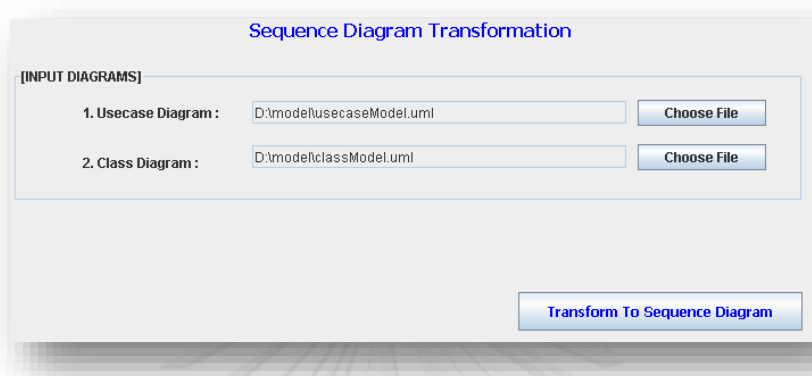 Sequence Diagram Transformation
[INPUT DIAGRAMS]
1. Usecase Diagram : D:\model\usecaseModel.uml Choose File
2. Class Diagram : D:\model\classModel.uml Choose File
Transform To Sequence Diagram